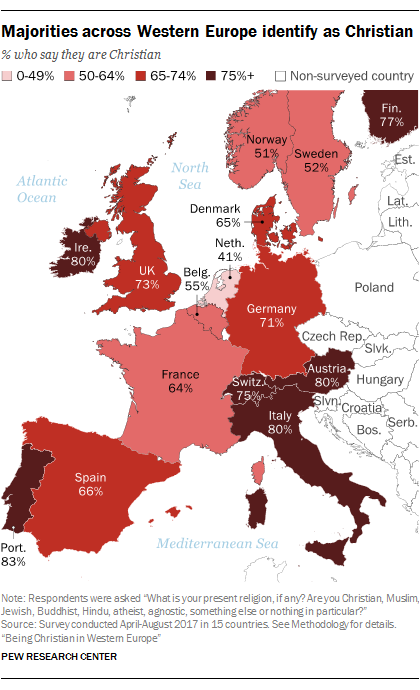 Majorities across Western Europe identify as Christian
% who say they are Christian
0-49% 50-64% 65-74% 75%+ Non-surveyed country
Fin.
77%
Norway
51%
Sweden
52%
North
Sea
Atlantic
Ocean
Est.
Lat.
Lith.
Denmark
65%
Neth.
41%
Ire.
80%
UK
73%
Belg.
55%
Poland
Germany
71%
Czech Rep.
Slvk.
France
64%
Switz.
75%
Austria
80%
Hungary
Slvn.
Croatia
Bos.
Serb.
Italy
80%
Spain
66%
Port.
83%
Mediterranean Sea
Note: Respondents were asked “What is your present religion, if any? Are you Christian, Muslim,
Jewish, Buddhist, Hindu, atheist, agnostic, something else or nothing in particular?”
Source: Survey conducted April-August 2017 in 15 countries. See Methodology for details.
“Being Christian in Western Europe”
PEW RESEARCH CENTER